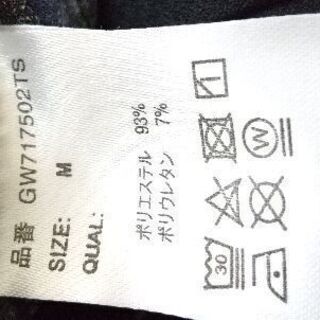 品番 GW717502TS
SIZE: M
QUAL:
ポリエステル 93%
ポリウレタン 7%
30
W